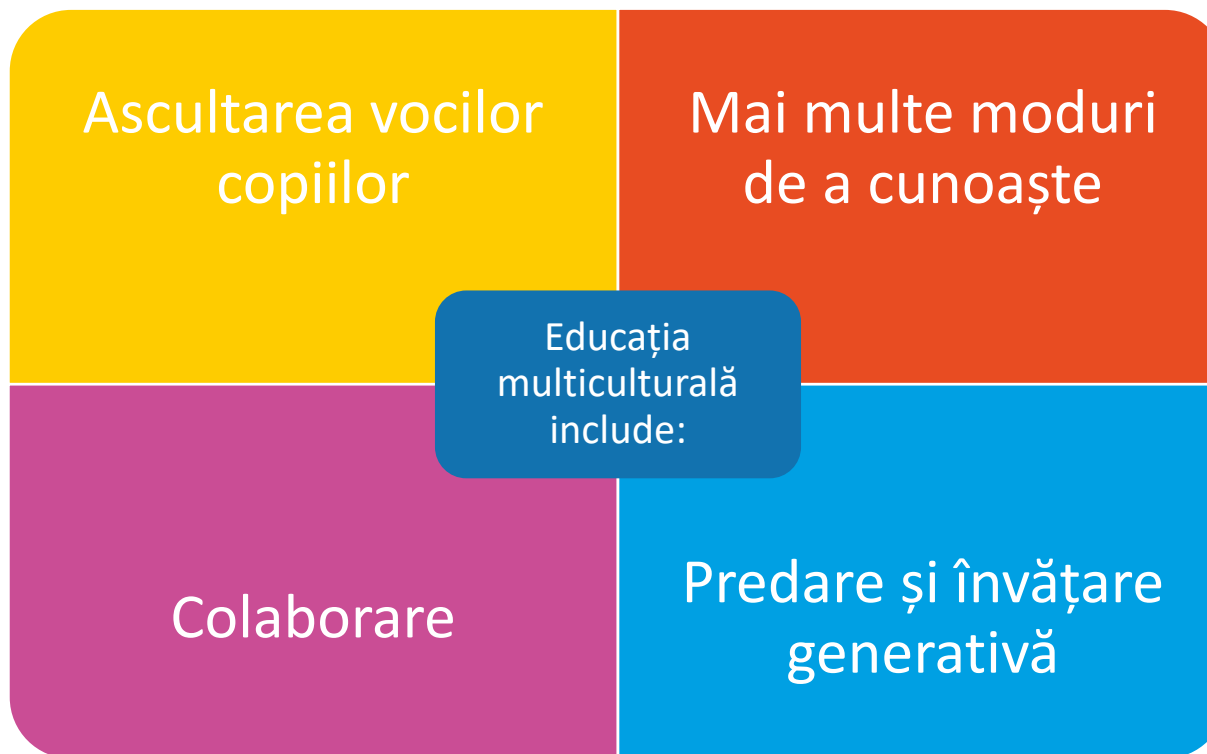 Ascultarea vocilor
copiilor
Mai multe moduri
de a cunoaște
Educația
multiculturală
include:
Colaborare
Predare și învățare
generativă